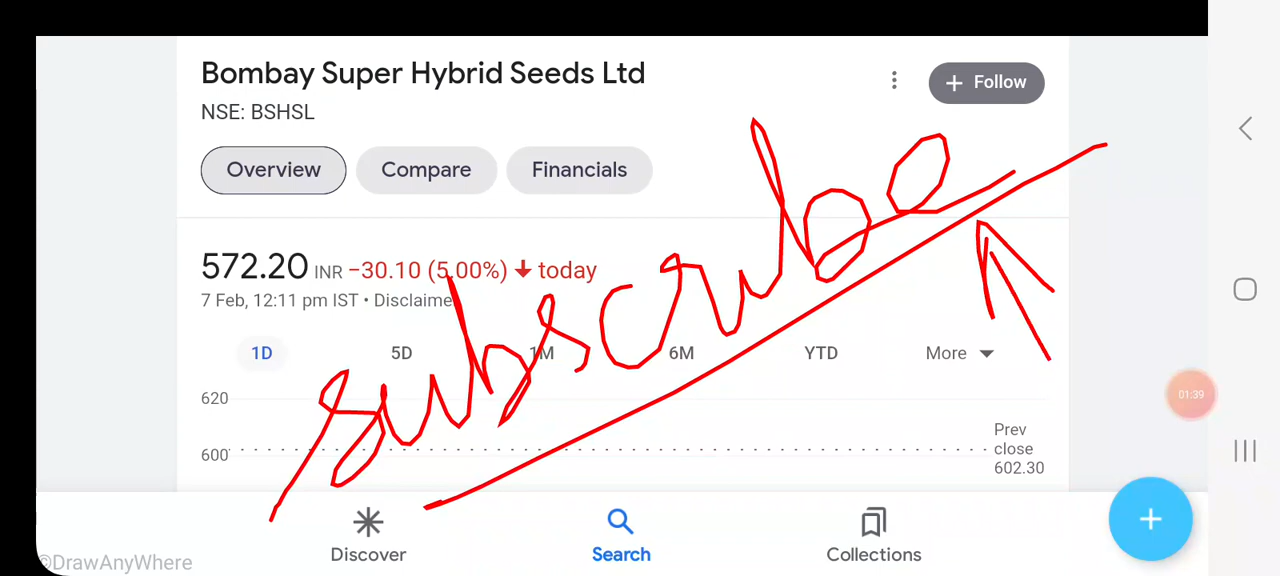 Bombay Super Hybrid Seeds Ltd
+ Follow
NSE: BSHSL
Overview Compare Financials
572.20 INR −30.10 (5.00%) ↓ today
7 Feb, 12:11 pm IST • Disclaime
subscrube
1D 5D 1M 6M YTD More
620
600
Prev
close
602.30
01:39
Discover Search Collections
©DrawAnyWhere